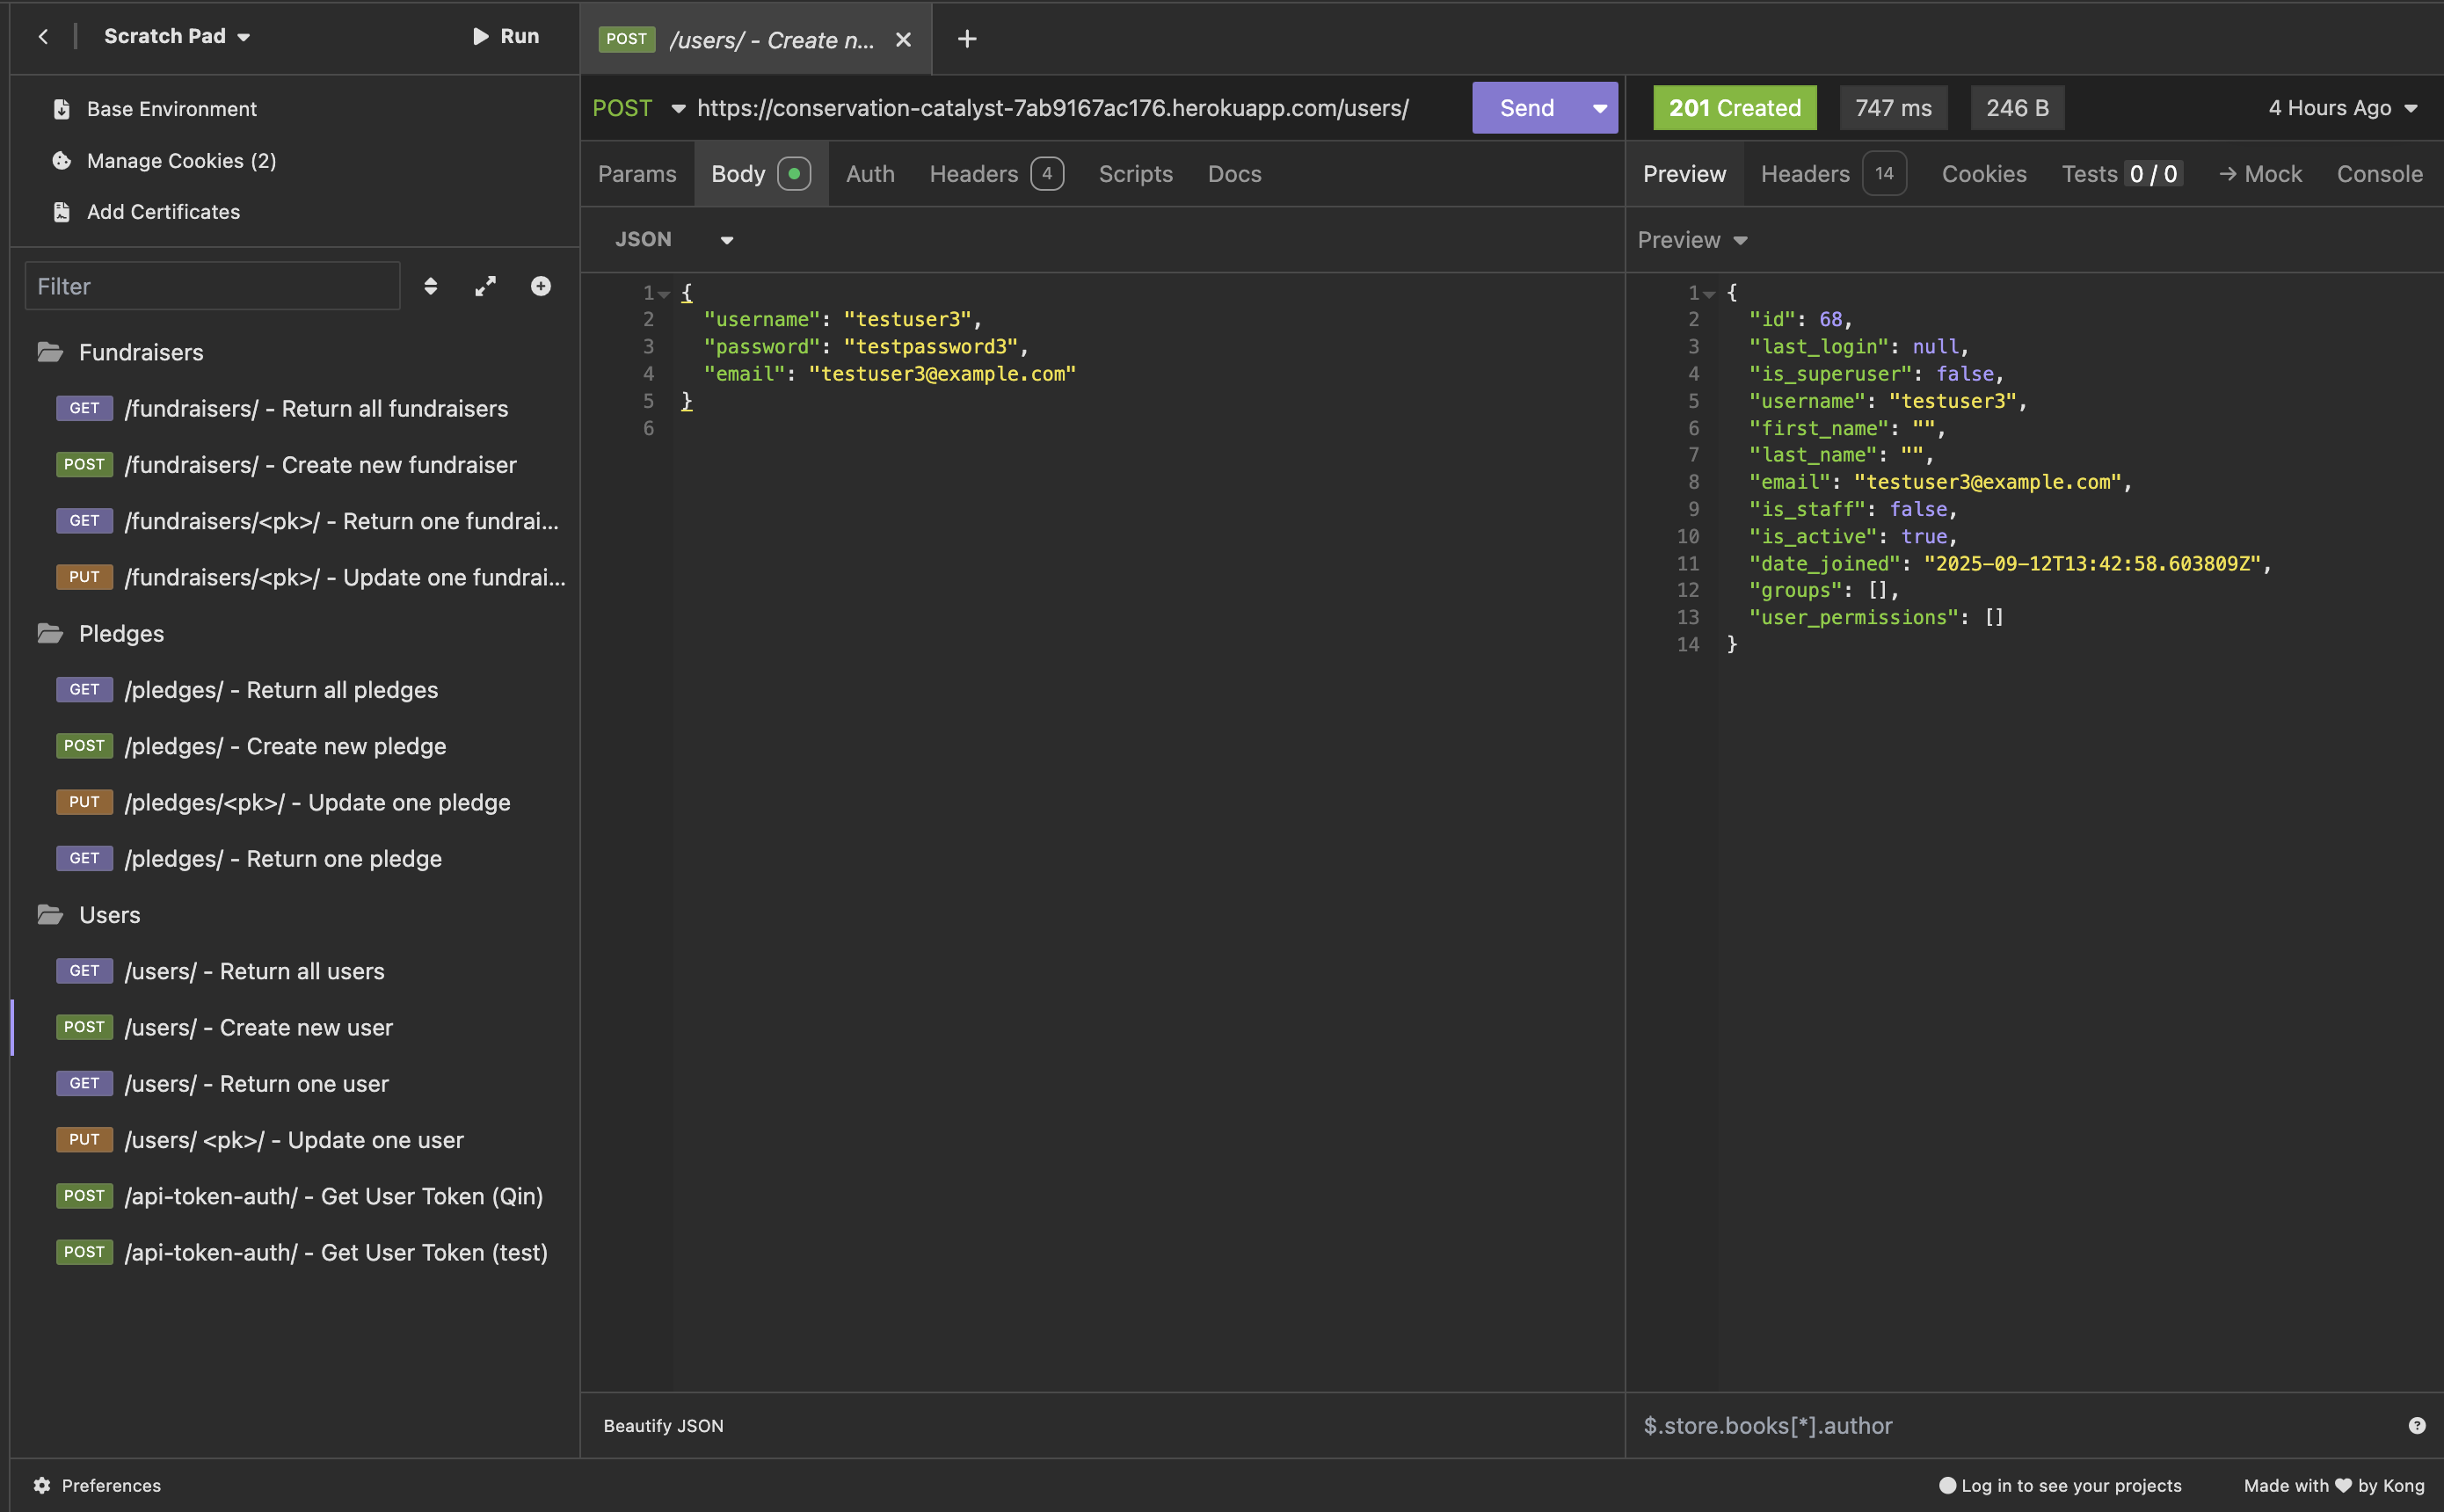 Scratch Pad
Run
Base Environment
Manage Cookies (2)
Add Certificates
Filter
Fundraisers
GET /fundraisers/ - Return all fundraisers
POST /fundraisers/ - Create new fundraiser
GET /fundraisers/<pk>/ - Return one fundrai...
PUT /fundraisers/<pk>/ - Update one fundrai...
Pledges
GET /pledges/ - Return all pledges
POST /pledges/ - Create new pledge
PUT /pledges/<pk>/ - Update one pledge
GET /pledges/ - Return one pledge
Users
GET /users/ - Return all users
POST /users/ - Create new user
GET /users/ - Return one user
PUT /users/ <pk>/ - Update one user
POST /api-token-auth/ - Get User Token (Qin)
POST /api-token-auth/ - Get User Token (test)
Preferences
POST /users/ - Create n...
POST https://conservation-catalyst-7ab9167ac176.herokuapp.com/users/ Send
Params Body Auth Headers 4 Scripts Docs
JSON
1 {
2 "username": "testuser3",
3 "password": "testpassword3",
4 "email": "testuser3@example.com"
5 }
6
Beautify JSON
201 Created 747 ms 246 B 4 Hours Ago
Preview Headers 14 Cookies Tests 0 / 0 → Mock Console
Preview
1 {
2 "id": 68,
3 "last_login": null,
4 "is_superuser": false,
5 "username": "testuser3",
6 "first_name": "",
7 "last_name": "",
8 "email": "testuser3@example.com",
9 "is_staff": false,
10 "is_active": true,
11 "date_joined": "2025-09-12T13:42:58.603809Z",
12 "groups": [],
13 "user_permissions": []
14 }
$.store.books[*].author
Log in to see your projects
Made with ♥ by Kong